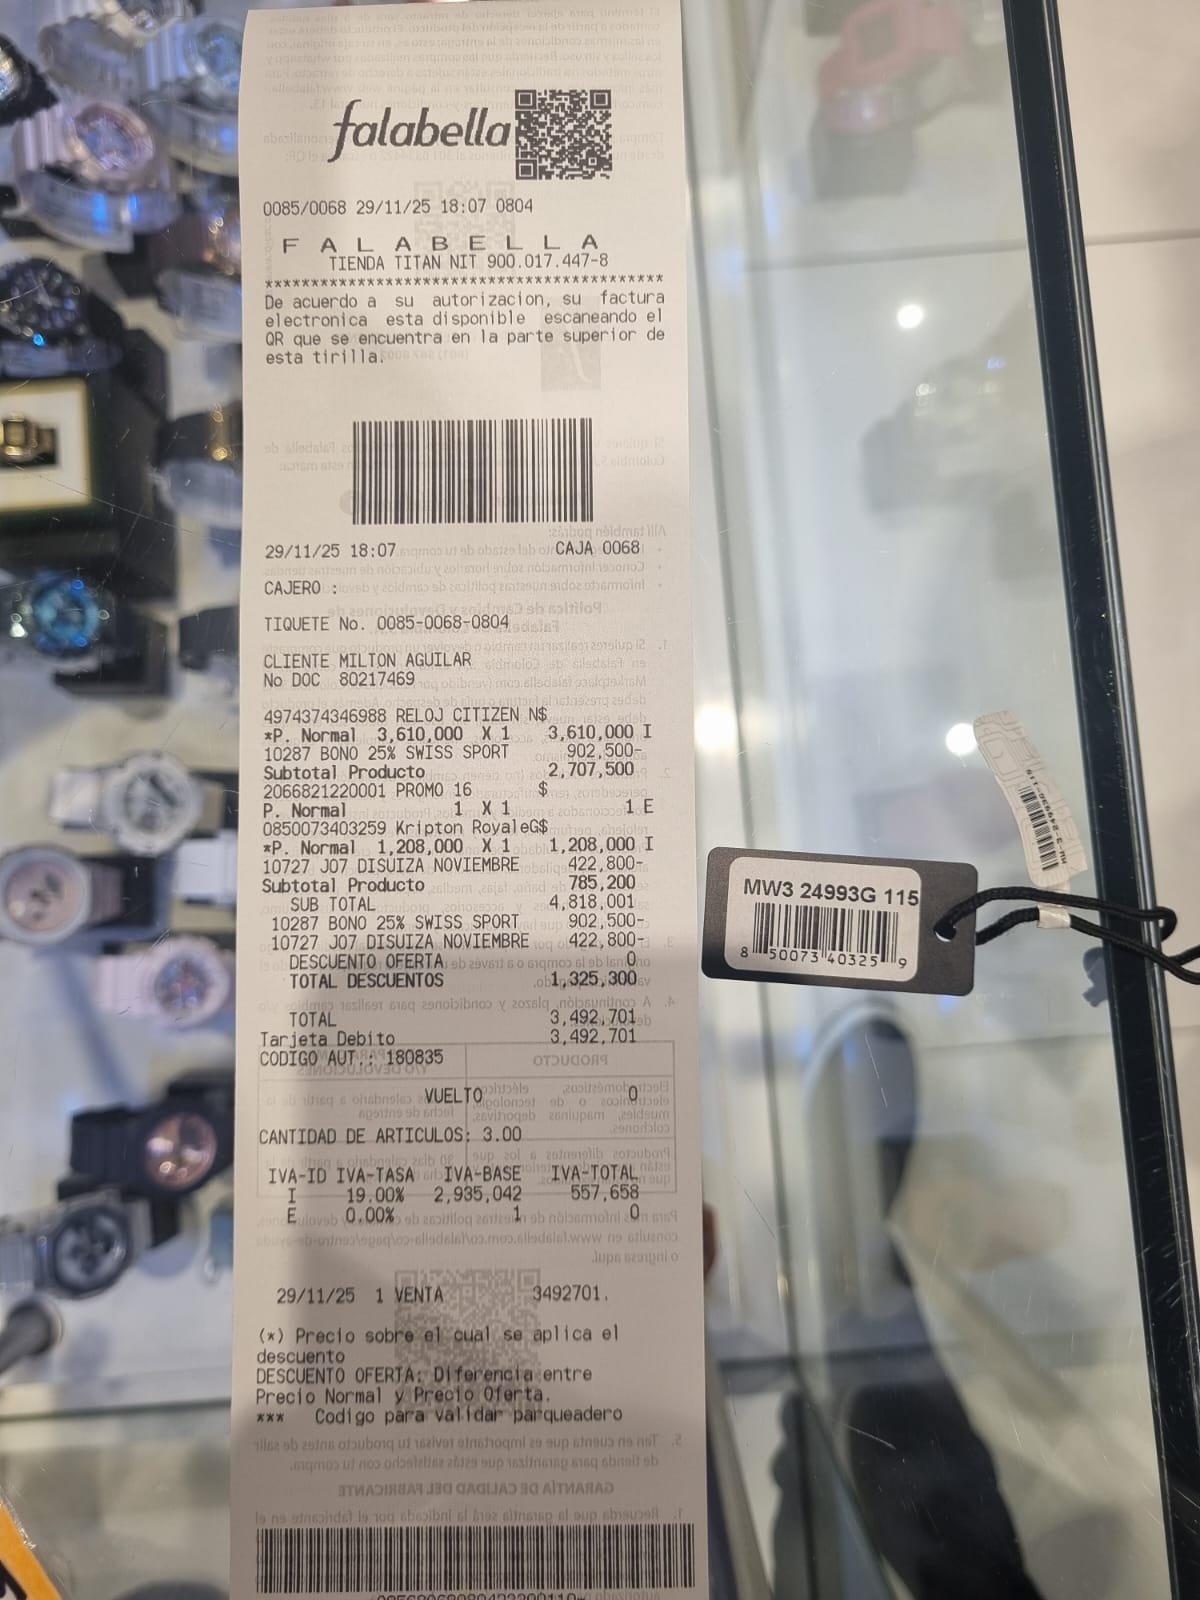 falabella
0085/0068 29/11/25 18:07 0804
F A L A B E L L A
TIENDA TITAN NIT 900.017.447-8
******************************************
De acuerdo a su autorizacion, su factura
electronica esta disponible escaneando el
QR que se encuentra en la parte superior de
esta tirilla.
29/11/25 18:07 CAJA 0068
CAJERO :
TIQUETE No. 0085-0068-0804
CLIENTE MILTON AGUILAR
No DOC 80217469
4974374346988 RELOJ CITIZEN N$
*P. Normal 3,610,000 X 1 3,610,000 I
10287 BONO 25% SWISS SPORT 902,500-
Subtotal Producto 2,707,500
2066821220001 PROMO 16 $
P. Normal 1 X 1 1 E
0850073403259 Kripton RoyaleG$
*P. Normal 1,208,000 X 1 1,208,000 I
10727 JO7 DISUIZA NOVIEMBRE 422,800-
Subtotal Producto 785,200
SUB TOTAL 4,818,001
10287 BONO 25% SWISS SPORT 902,500-
10727 JO7 DISUIZA NOVIEMBRE 422,800-
DESCUENTO OFERTA 0
TOTAL DESCUENTOS 1,325,300
TOTAL 3,492,701
Tarjeta Debito 3,492,701
CODIGO AUT.: 180835
VUELTO 0
CANTIDAD DE ARTICULOS: 3.00
IVA-ID IVA-TASA IVA-BASE IVA-TOTAL
I 19.00% 2,935,042 557,658
E 0.00% 1 0
29/11/25 1 VENTA 3492701.
(*) Precio sobre el cual se aplica el
descuento
DESCUENTO OFERTA: Diferencia entre
Precio Normal y Precio Oferta.
*** Codigo para validar parqueadero
MW3 24993G 115
8 50073 40325 9